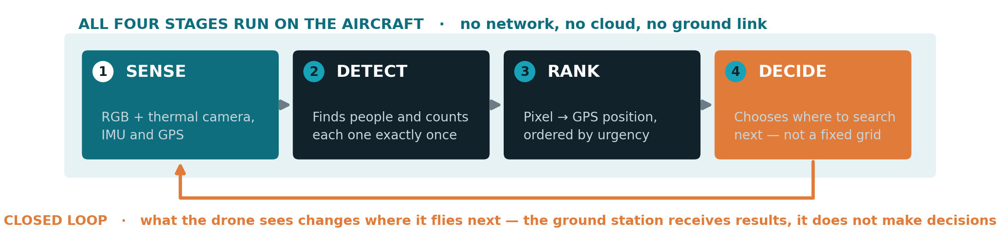 ALL FOUR STAGES RUN ON THE AIRCRAFT · no network, no cloud, no ground link
1 SENSE
RGB + thermal camera,
IMU and GPS
2 DETECT
Finds people and counts
each one exactly once
3 RANK
Pixel → GPS position,
ordered by urgency
4 DECIDE
Chooses where to search
next — not a fixed grid
CLOSED LOOP · what the drone sees changes where it flies next — the ground station receives results, it does not make decisions